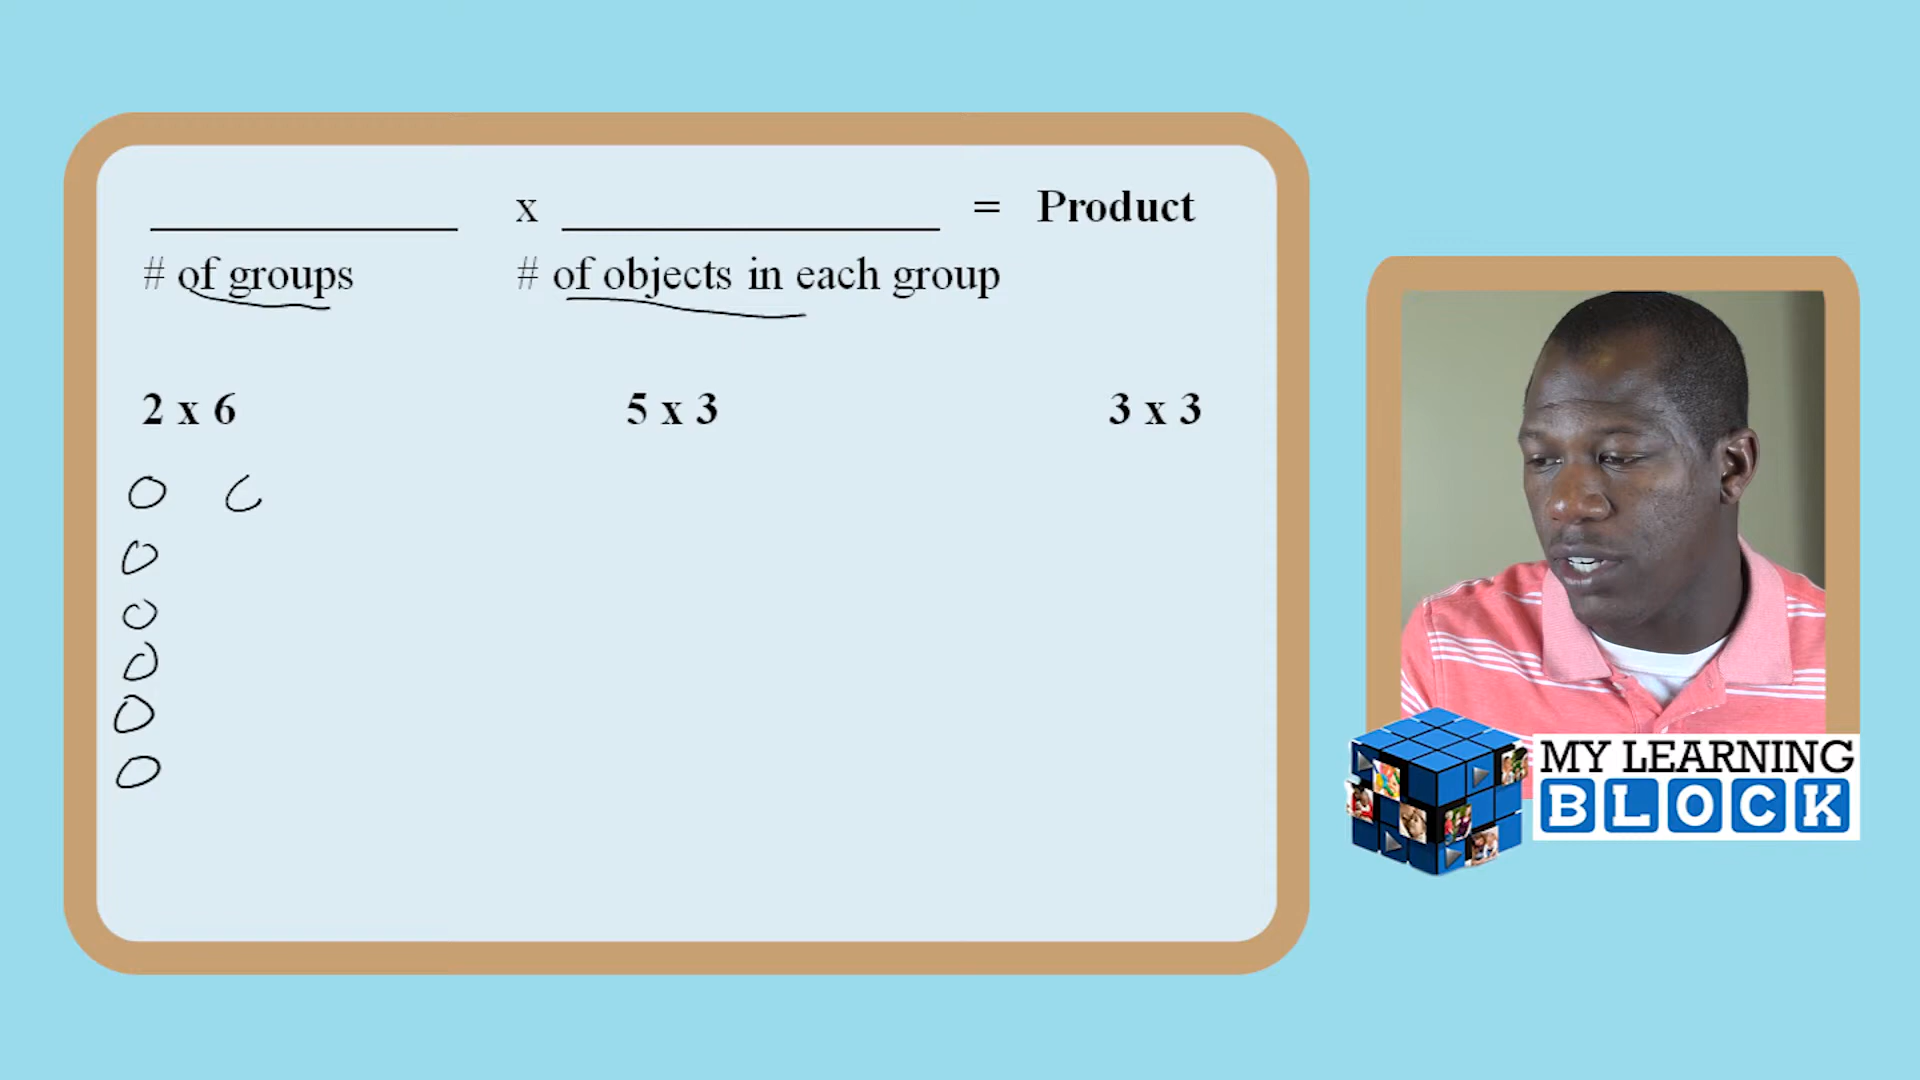 x = Product
# of groups # of objects in each group
2 x 6 5 x 3 3 x 3
MY LEARNING
BLOCK